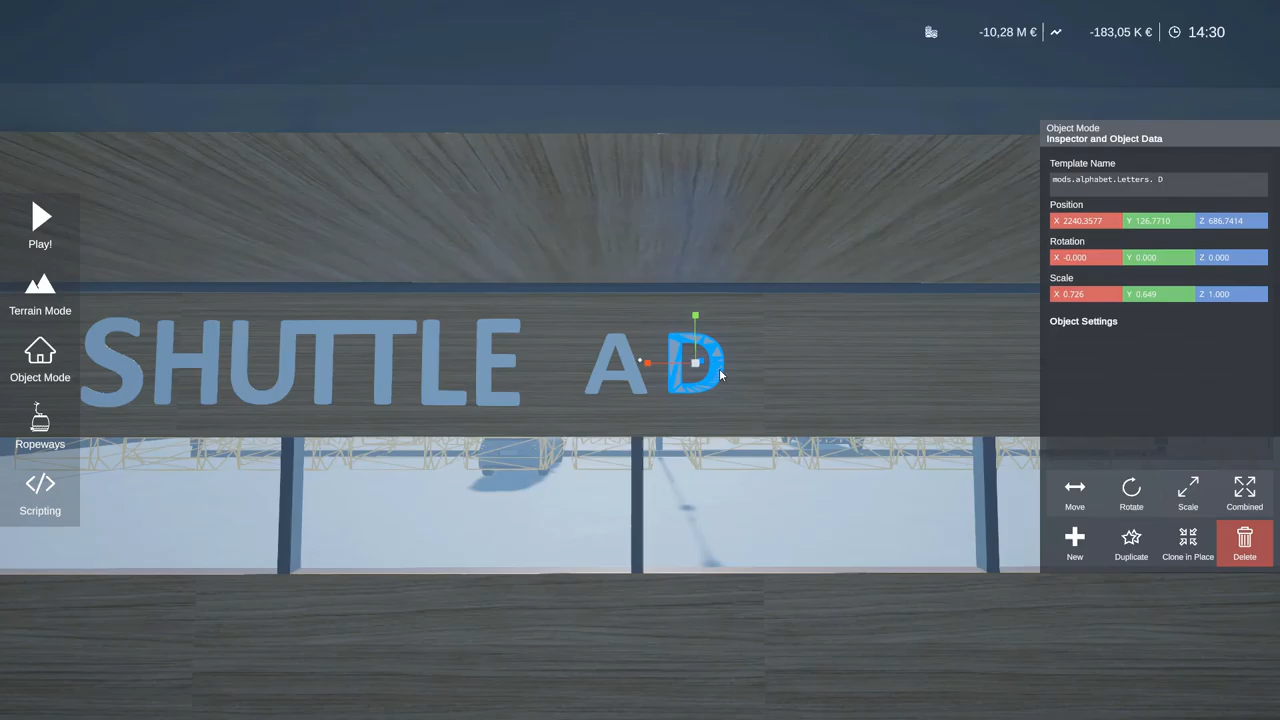 -10,28 M € -183,05 K € 14:30
Object Mode
Inspector and Object Data
Template Name
mods.alphabet.Letters. D
Position
X 2240.3577 Y 126.7710 Z 686.7414
Rotation
X -0.000 Y 0.000 Z 0.000
Scale
X 0.726 Y 0.649 Z 1.000
Object Settings
Play!
Terrain Mode
Object Mode
Ropeways
Scripting
SHUTTLE A D
Move Rotate Scale Combined
New Duplicate Clone in Place Delete